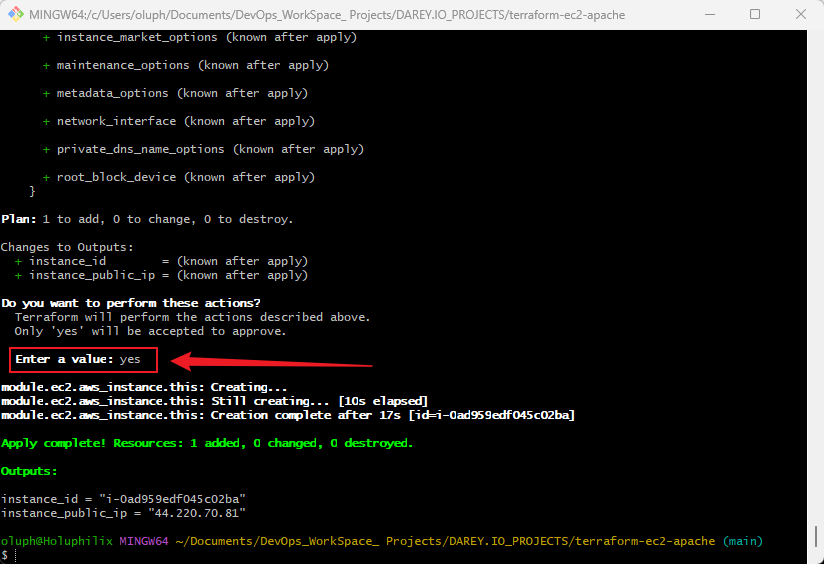 MINGW64:/c/Users/oluph/Documents/DevOps_WorkSpace_ Projects/DAREY.IO_PROJECTS/terraform-ec2-apache
+ instance_market_options (known after apply)
+ maintenance_options (known after apply)
+ metadata_options (known after apply)
+ network_interface (known after apply)
+ private_dns_name_options (known after apply)
+ root_block_device (known after apply)
}
Plan: 1 to add, 0 to change, 0 to destroy.
Changes to Outputs:
+ instance_id        = (known after apply)
+ instance_public_ip = (known after apply)
Do you want to perform these actions?
Terraform will perform the actions described above.
Only 'yes' will be accepted to approve.
Enter a value: yes
module.ec2.aws_instance.this: Creating...
module.ec2.aws_instance.this: Still creating... [10s elapsed]
module.ec2.aws_instance.this: Creation complete after 17s [id=i-0ad959edf045c02ba]
Apply complete! Resources: 1 added, 0 changed, 0 destroyed.
Outputs:
instance_id = "i-0ad959edf045c02ba"
instance_public_ip = "44.220.70.81"
oluph@Holuphilix MINGW64 ~/Documents/DevOps_WorkSpace_ Projects/DAREY.IO_PROJECTS/terraform-ec2-apache (main)
$